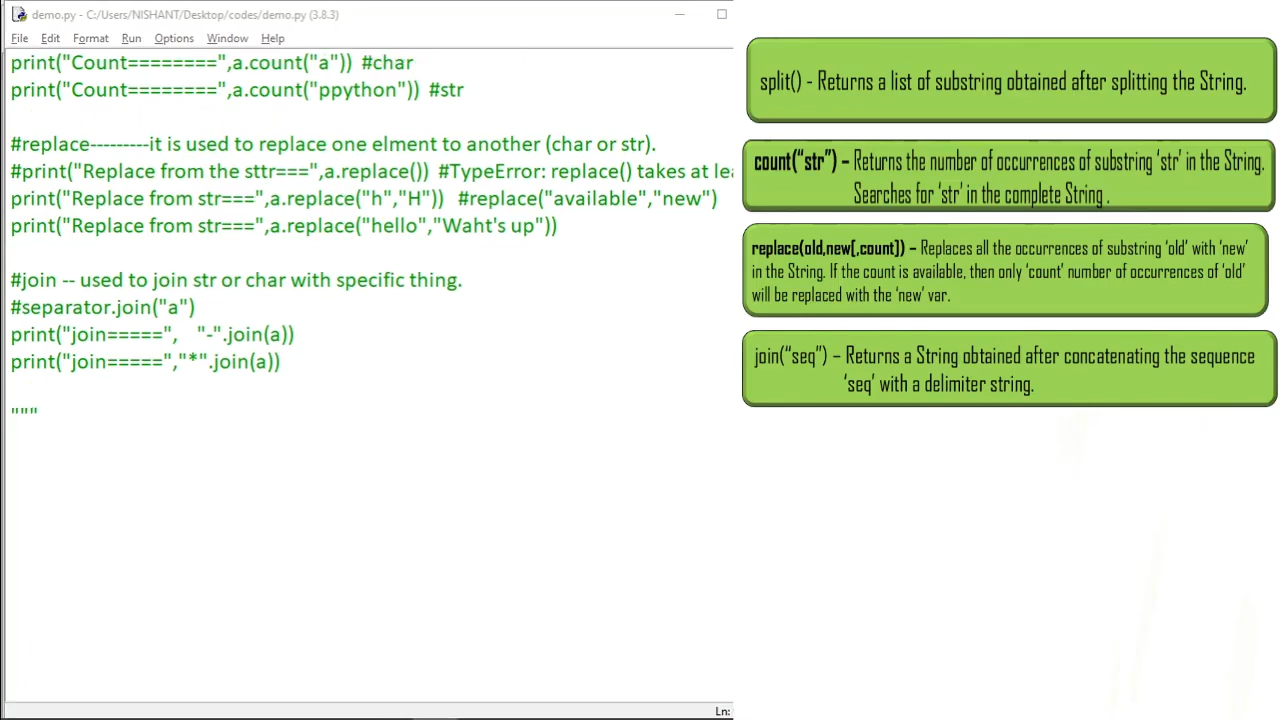 demo.py - C:/Users/NISHANT/Desktop/codes/demo.py (3.8.3)
File Edit Format Run Options Window Help
print("Count========",a.count("a")) #char
print("Count========",a.count("ppython")) #str
#replace---------it is used to replace one elment to another (char or str).
#print("Replace from the sttr===",a.replace()) #TypeError: replace() takes at lea
print("Replace from str===",a.replace("h","H")) #replace("available","new")
print("Replace from str===",a.replace("hello","Waht's up"))
#join -- used to join str or char with specific thing.
#separator.join("a")
print("join=====", "-".join(a))
print("join=====","*".join(a))
"""
Ln:
split() - Returns a list of substring obtained after splitting the String.
count(“str”) – Returns the number of occurrences of substring ‘str’ in the String.
Searches for ‘str’ in the complete String .
replace(old,new[,count]) – Replaces all the occurrences of substring ‘old’ with ‘new’
in the String. If the count is available, then only ‘count’ number of occurrences of ‘old’
will be replaced with the ‘new’ var.
join(“seq”) – Returns a String obtained after concatenating the sequence
‘seq’ with a delimiter string.